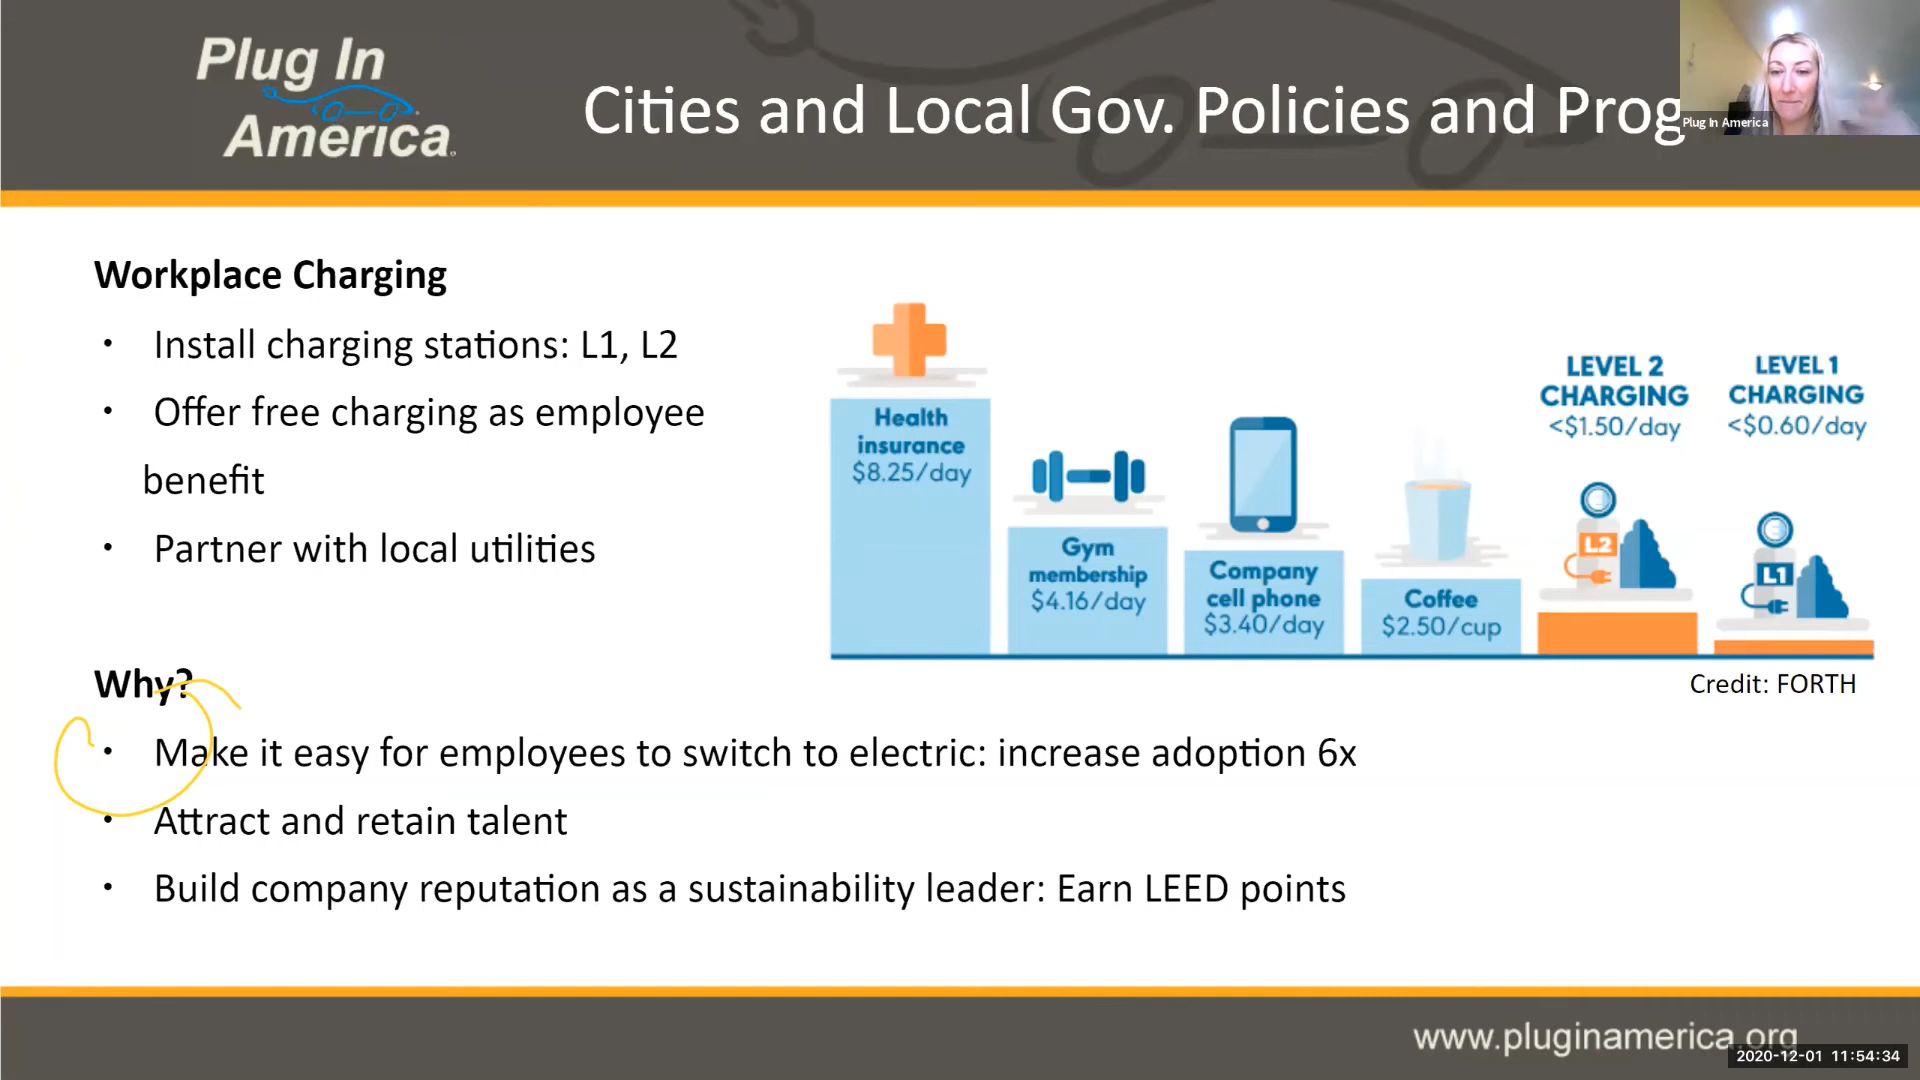 Plug In
America
Cities and Local Gov. Policies and Prog
Plug In America
Workplace Charging
• Install charging stations: L1, L2
• Offer free charging as employee
benefit
• Partner with local utilities
Health
insurance
$8.25/day
Gym
membership
$4.16/day
Company
cell phone
$3.40/day
Coffee
$2.50/cup
LEVEL 2
CHARGING
<$1.50/day
L2
LEVEL 1
CHARGING
<$0.60/day
L1
Credit: FORTH
Why?
• Make it easy for employees to switch to electric: increase adoption 6x
• Attract and retain talent
• Build company reputation as a sustainability leader: Earn LEED points
www.pluginamerica.org
2020-12-01 11:54:34